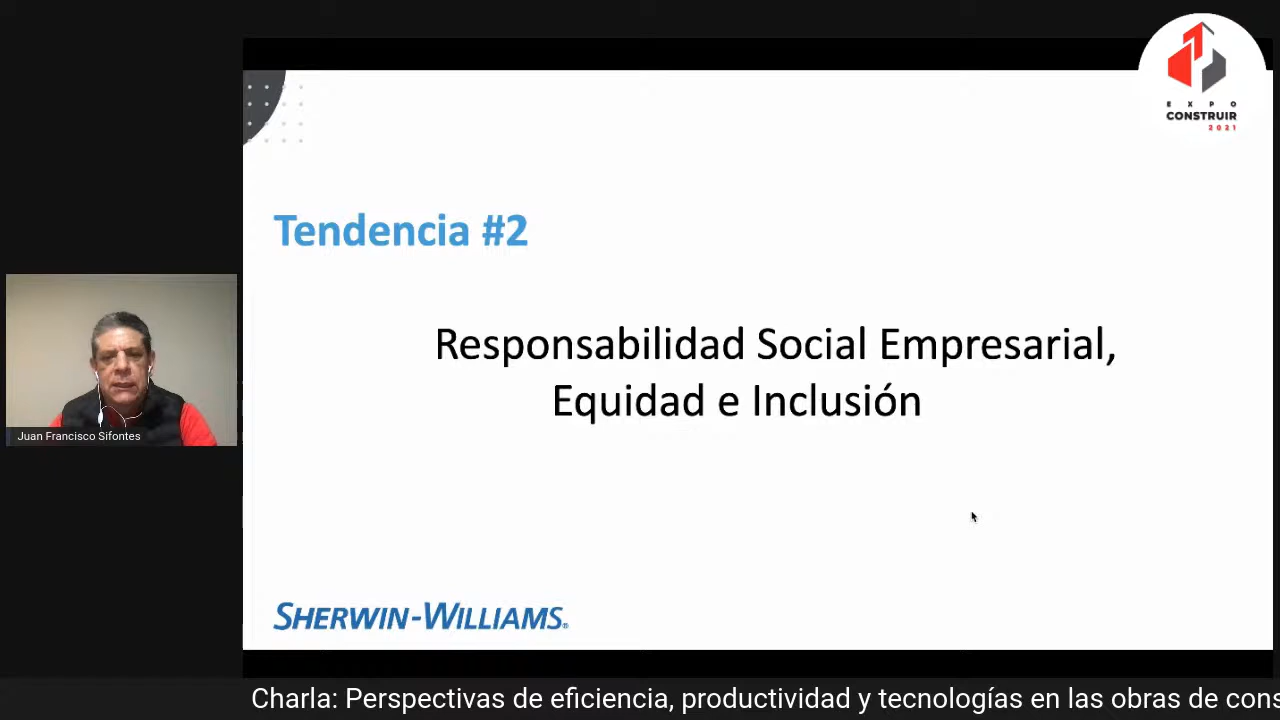 EXPO
CONSTRUIR
2021
Tendencia #2
Responsabilidad Social Empresarial,
Equidad e Inclusión
Juan Francisco Sifontes
SHERWIN-WILLIAMS®
Charla: Perspectivas de eficiencia, productividad y tecnologías en las obras de cons